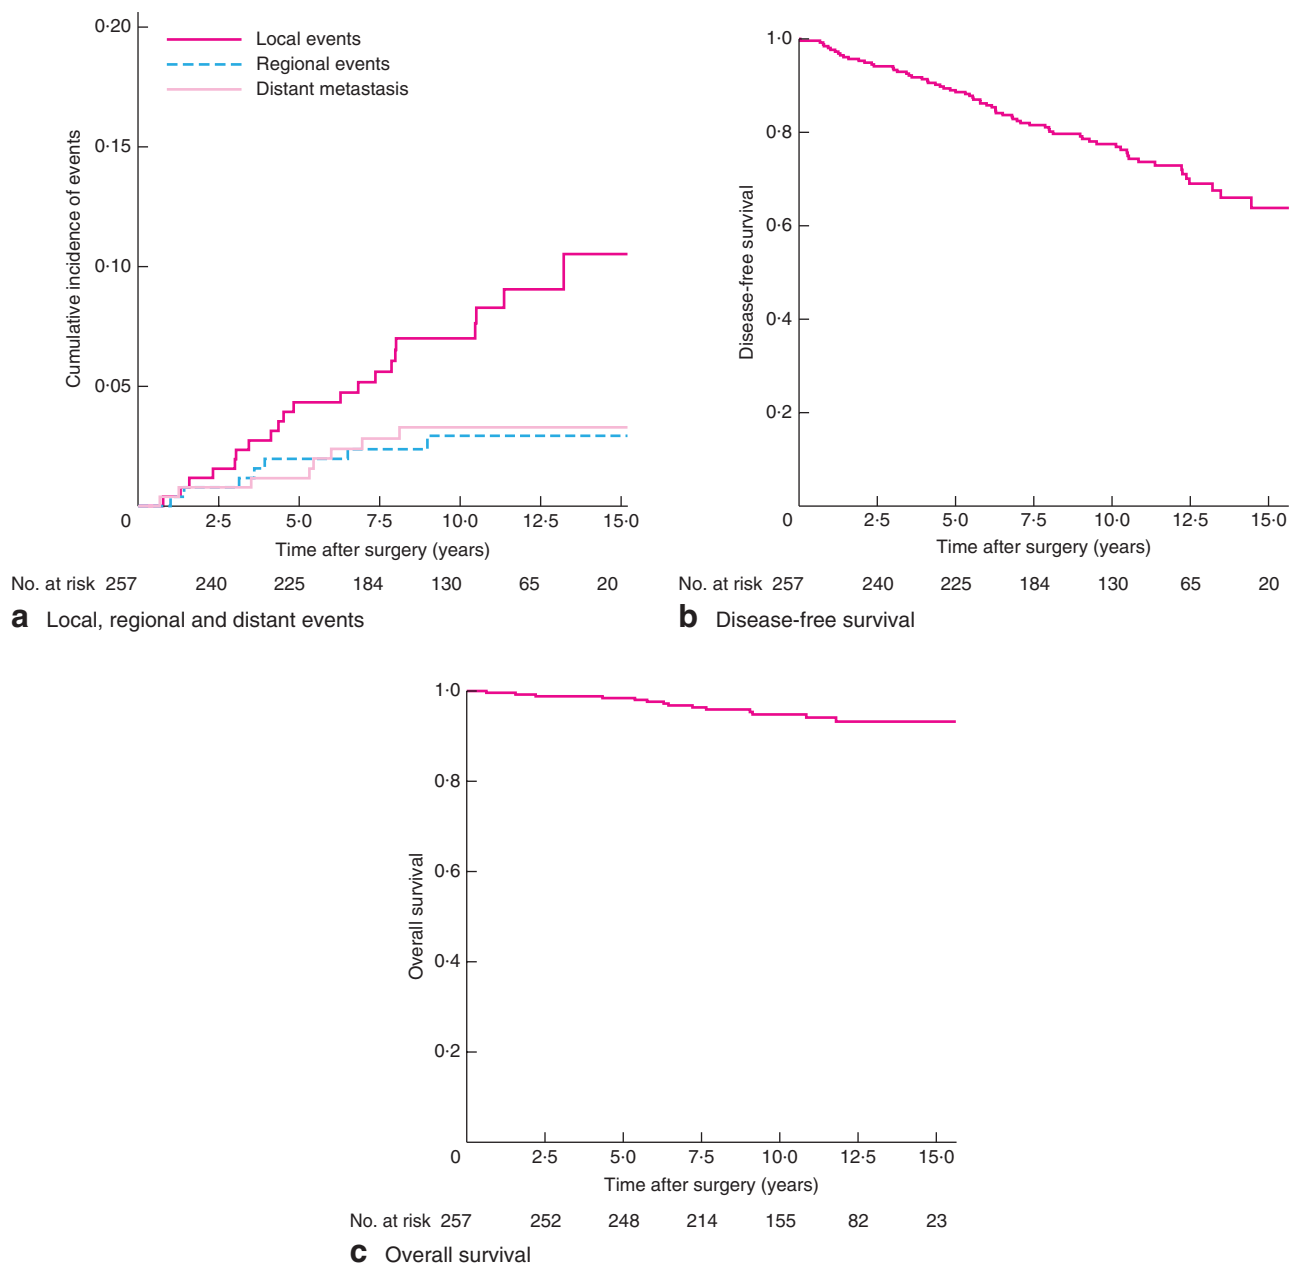 0·20
0·15
0·10
0·05
Cumulative incidence of events
Local events
Regional events
Distant metastasis
0 2·5 5·0 7·5 10·0 12·5 15·0
Time after surgery (years)
No. at risk 257 240 225 184 130 65 20
a Local, regional and distant events
1·0
0·8
0·6
0·4
0·2
Disease-free survival
0 2·5 5·0 7·5 10·0 12·5 15·0
Time after surgery (years)
No. at risk 257 240 225 184 130 65 20
b Disease-free survival
1·0
0·8
0·6
0·4
0·2
Overall survival
0 2·5 5·0 7·5 10·0 12·5 15·0
Time after surgery (years)
No. at risk 257 252 248 214 155 82 23
c Overall survival